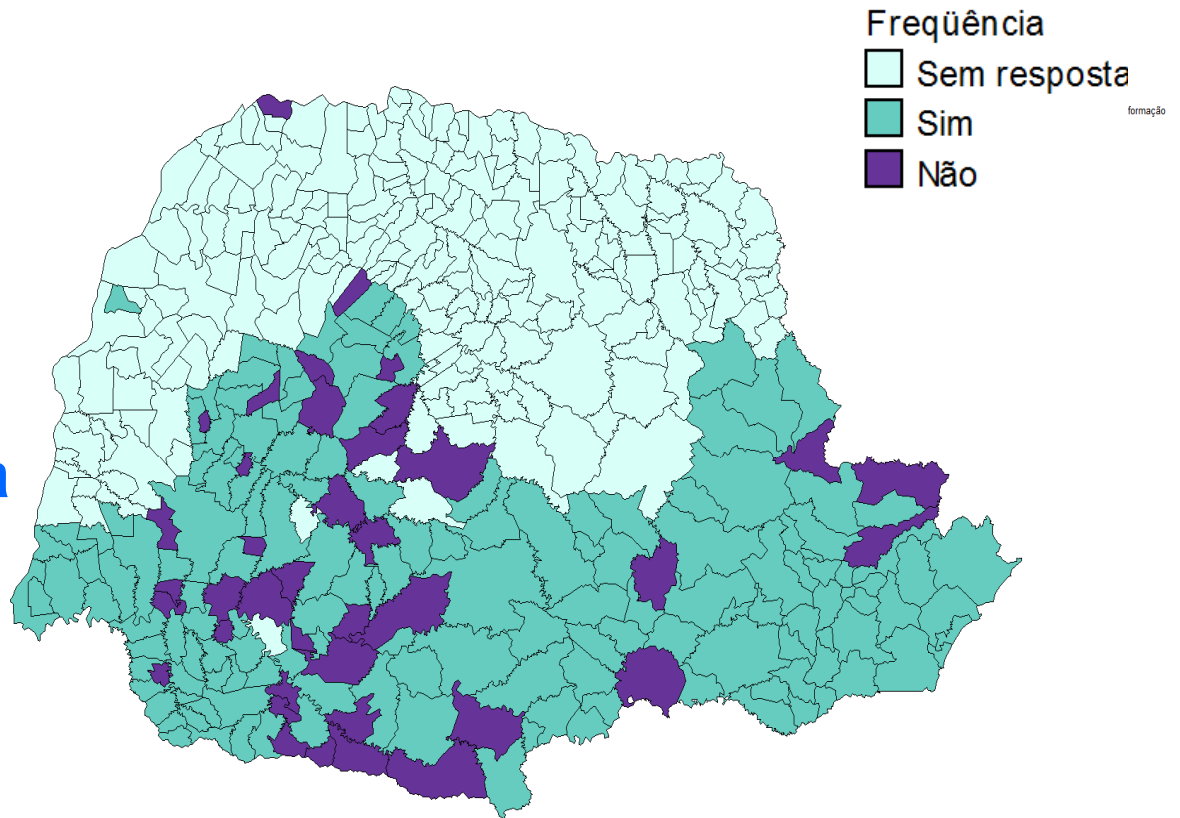 Freqüência
Sem resposta
formação
Sim
Não
a